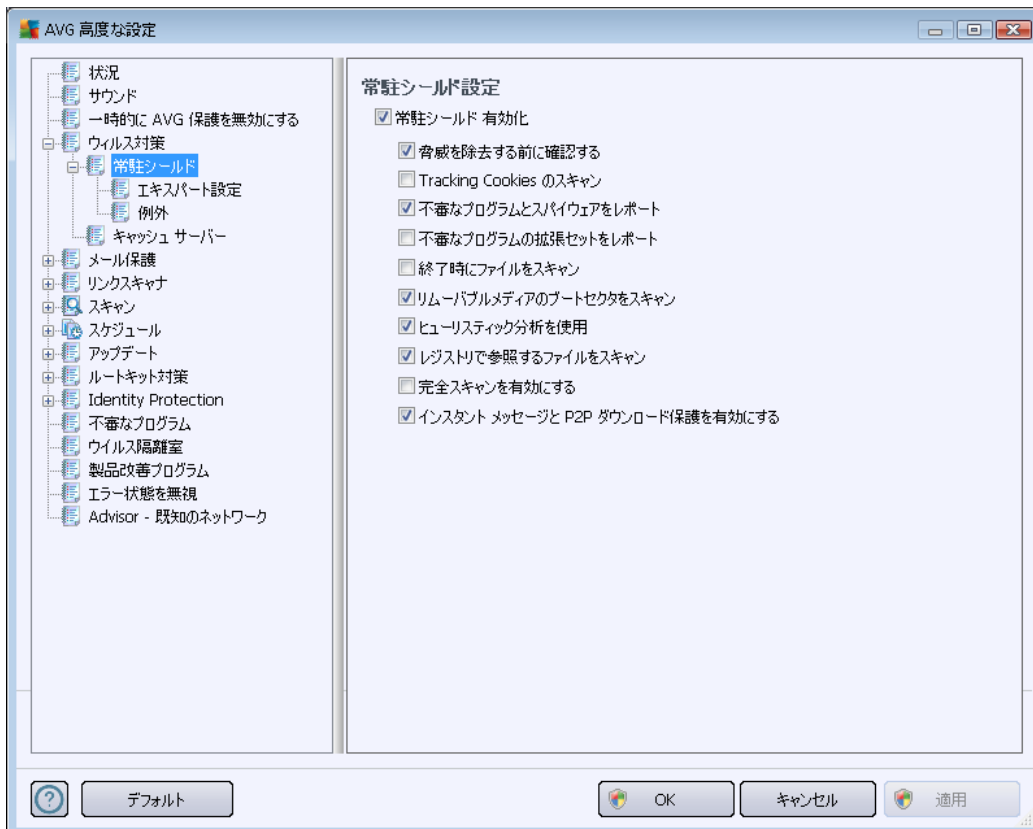 AVG 高度な設定
状況
サウンド
一時的に AVG 保護を無効にする
ウィルス対策
常駐シールド
エキスパート設定
例外
キャッシュ サーバー
メール保護
リンクスキャナ
スキャン
スケジュール
アップデート
ルートキット対策
Identity Protection
不審なプログラム
ウイルス隔離室
製品改善プログラム
エラー状態を無視
Advisor - 既知のネットワーク
常駐シールド設定
常駐シールド 有効化
脅威を除去する前に確認する
Tracking Cookies のスキャン
不審なプログラムとスパイウェアをレポート
不審なプログラムの拡張セットをレポート
終了時にファイルをスキャン
リムーバブルメディアのブートセクタをスキャン
ヒューリスティック分析を使用
レジストリで参照するファイルをスキャン
完全スキャンを有効にする
インスタント メッセージと P2P ダウンロード保護を有効にする
?
デフォルト
OK
キャンセル
適用